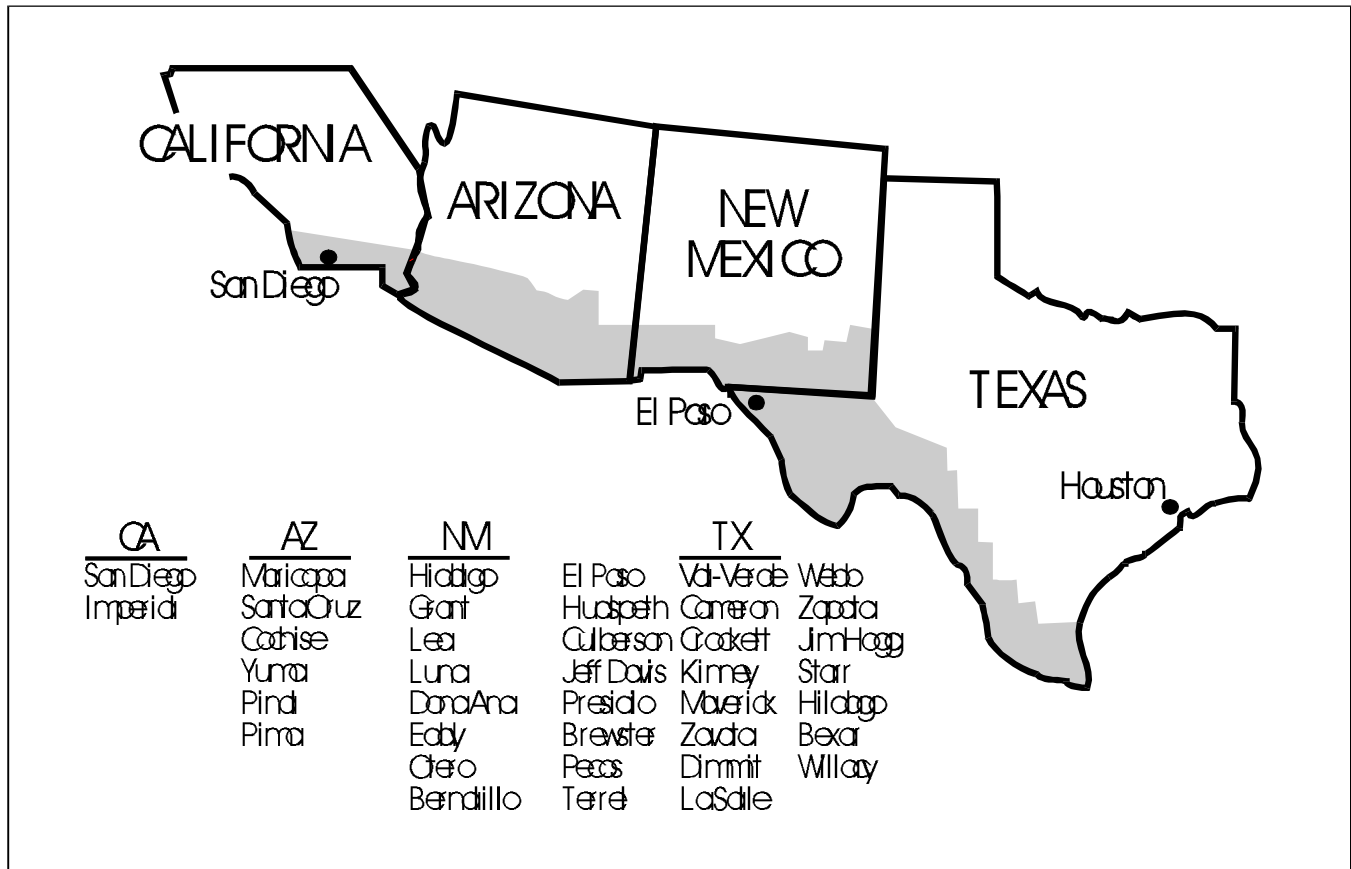 CALIFORNIA
ARIZONA
NEW
MEXICO
San Diego
TEXAS
El Paso
Houston
CA AZ NM TX
San Diego Maricopa Hidalgo El Paso Val-Verde Webb
Imperial Santa Cruz Grant Hudspeth Cameron Zapata
Cochise Lea Culberson Crockett Jim Hogg
Yuma Luna Jeff Davis Kinney Starr
Pinal Dona Ana Presidio Maverick Hildago
Pima Eddy Brewster Zavala Bexar
Otero Pecos Dimmit Willacy
Bernalillo Terrel La Salle